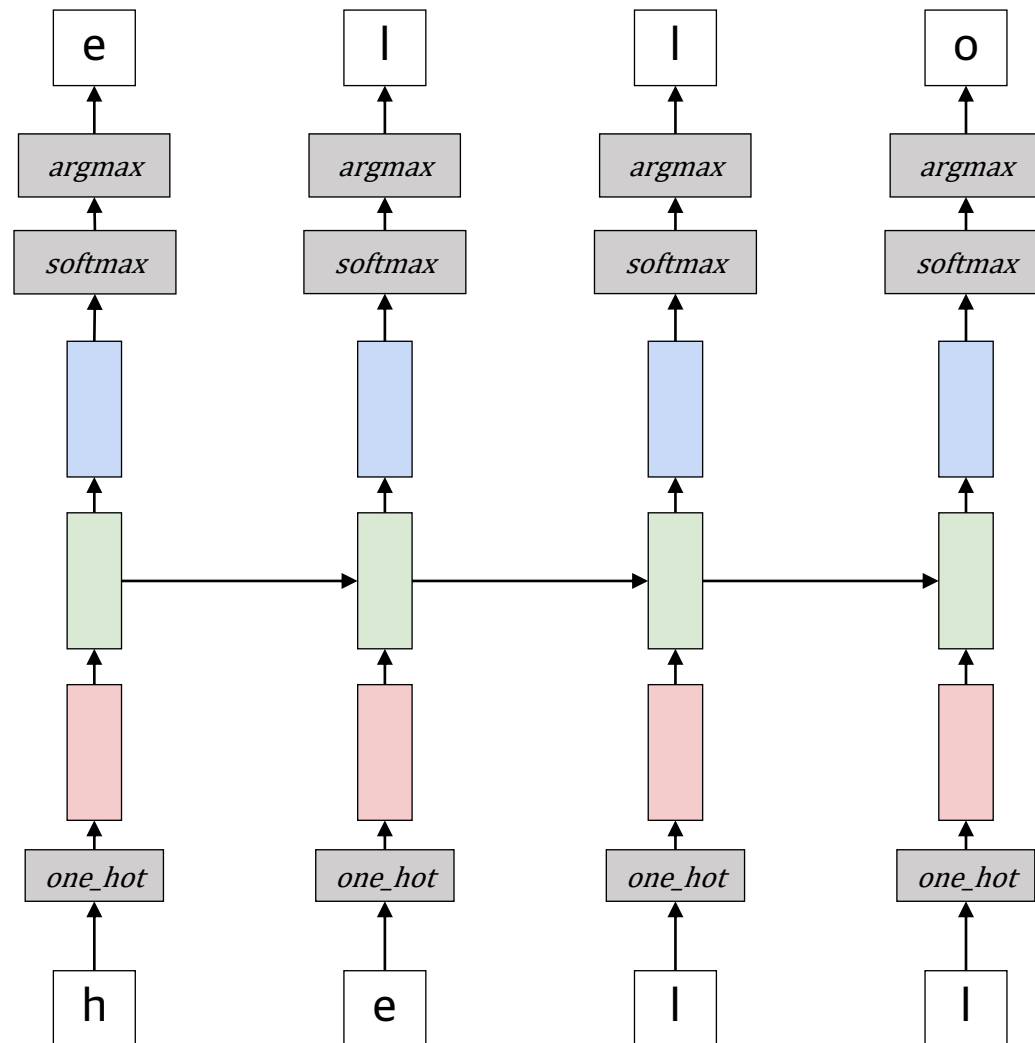 e l l o
argmax argmax argmax argmax
softmax softmax softmax softmax
one_hot one_hot one_hot one_hot
h e l l